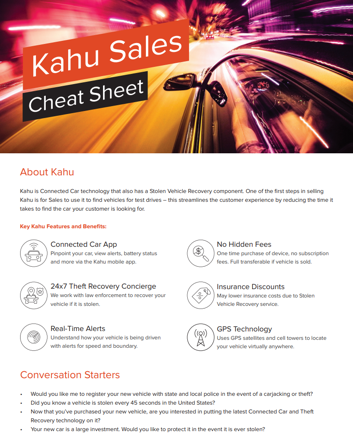 Kahu Sales
Cheat Sheet
About Kahu
Kahu is Connected Car technology that also has a Stolen Vehicle Recovery component. One of the first steps in selling
Kahu is for Sales to use it to find vehicles for test drives – this streamlines the customer experience by reducing the time it
takes to find the car your customer is looking for.
Key Kahu Features and Benefits:
Connected Car App
Pinpoint your car, view alerts, battery status
and more via the Kahu mobile app.
No Hidden Fees
One time purchase of device, no subscription
fees. Full transferable if vehicle is sold.
24x7 Theft Recovery Concierge
We work with law enforcement to recover your
vehicle if it is stolen.
Insurance Discounts
May lower insurance costs due to Stolen
Vehicle Recovery service.
Real-Time Alerts
Understand how your vehicle is being driven
with alerts for speed and boundary.
GPS Technology
Uses GPS satellites and cell towers to locate
your vehicle virtually anywhere.
Conversation Starters
• Would you like me to register your new vehicle with state and local police in the event of a carjacking or theft?
• Did you know a vehicle is stolen every 45 seconds in the United States?
• Now that you've purchased your new vehicle, are you interested in putting the latest Connected Car and Theft
Recovery technology on it?
• Your new car is a large investment. Would you like to protect it in the event it is ever stolen?